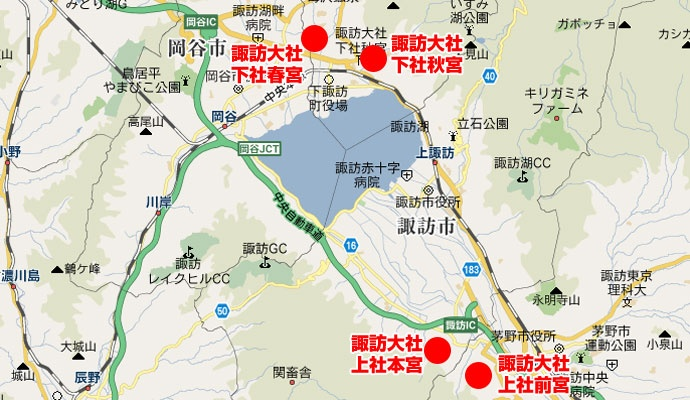 みどり湖G
岡谷IC
岡谷市
諏訪湖畔
病院
諏訪大社
下社春宮
諏訪大社
下社秋宮
諏訪大社
下社秋宮
いずみ
湖公園
見山
ガボッチョ
カシガ
鳥居平
やまびこ公園
岡谷市
中央
下諏訪
町役場
40
キリガミネ
ファーム
高尾山
岡谷
諏訪湖
立石公園
岡谷JCT
上諏訪
諏訪湖CC
小野
諏訪赤十字
病院
諏訪市役所
川岸
中央自動車道
諏訪市
16
諏訪GC
諏訪
レイクヒルCC
鶴ケ峰
183
諏訪東京
理科大
濃川島
50
永明寺山
諏訪IC
茅野市役所
茅野市
運動公園
小泉山
大城山
諏訪大社
上社本宮
諏訪大社
上社前宮
諏訪中央
病院
城山
辰野
関畜舎